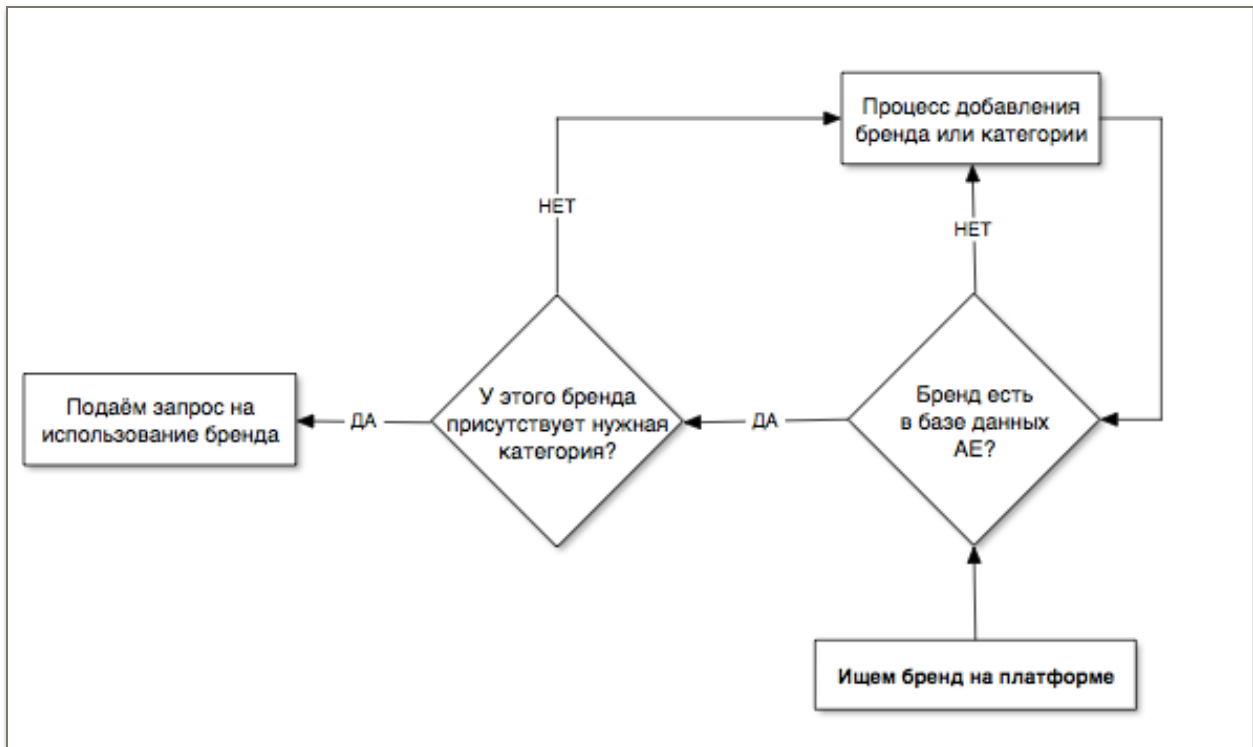 Процесс добавления
бренда или категории
НЕТ
НЕТ
У этого бренда
присутствует нужная
категория?
Бренд есть
в базе данных
AE?
Подаём запрос на
использование бренда
ДА
ДА
Ищем бренд на платформе